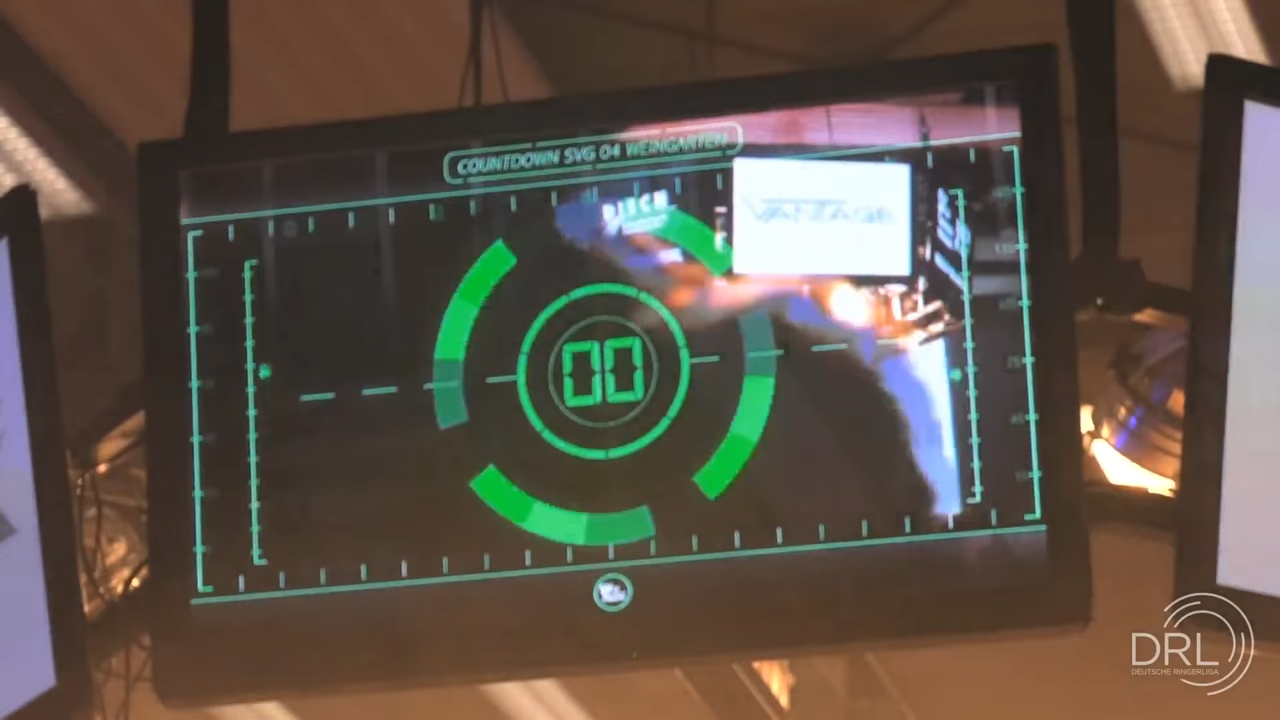 COUNTDOWN SVG 04 WEINGARTEN
VANTAGE
00
DRL
DEUTSCHE RINGERLIGA